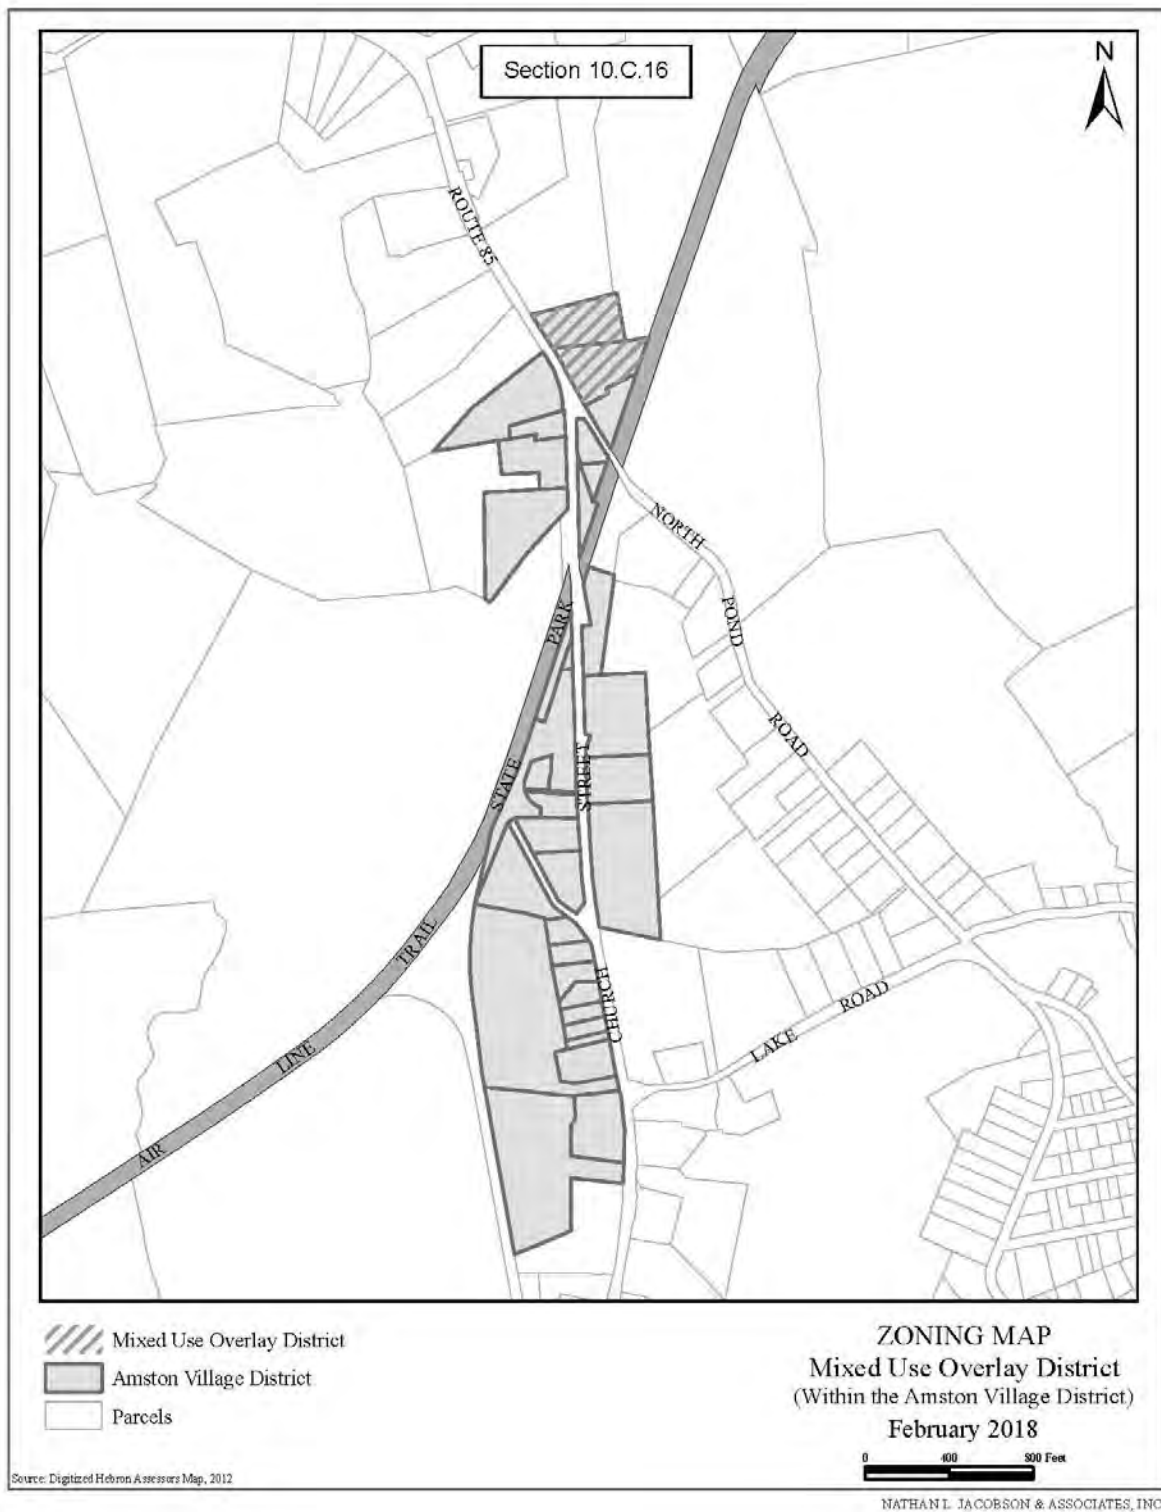 Section 10.C.16
N
ROUTE 85
NORTH
POND
ROAD
PARK
STATE
STREET
TRAIL
CHURCH
ROAD
LAKE
LINE
AIR
Mixed Use Overlay District
Amston Village District
Parcels
ZONING MAP
Mixed Use Overlay District
(Within the Amston Village District)
February 2018
0 400 800 Feet
Source: Digitized Hebron Assessors Map, 2012
NATHAN L. JACOBSON & ASSOCIATES, INC